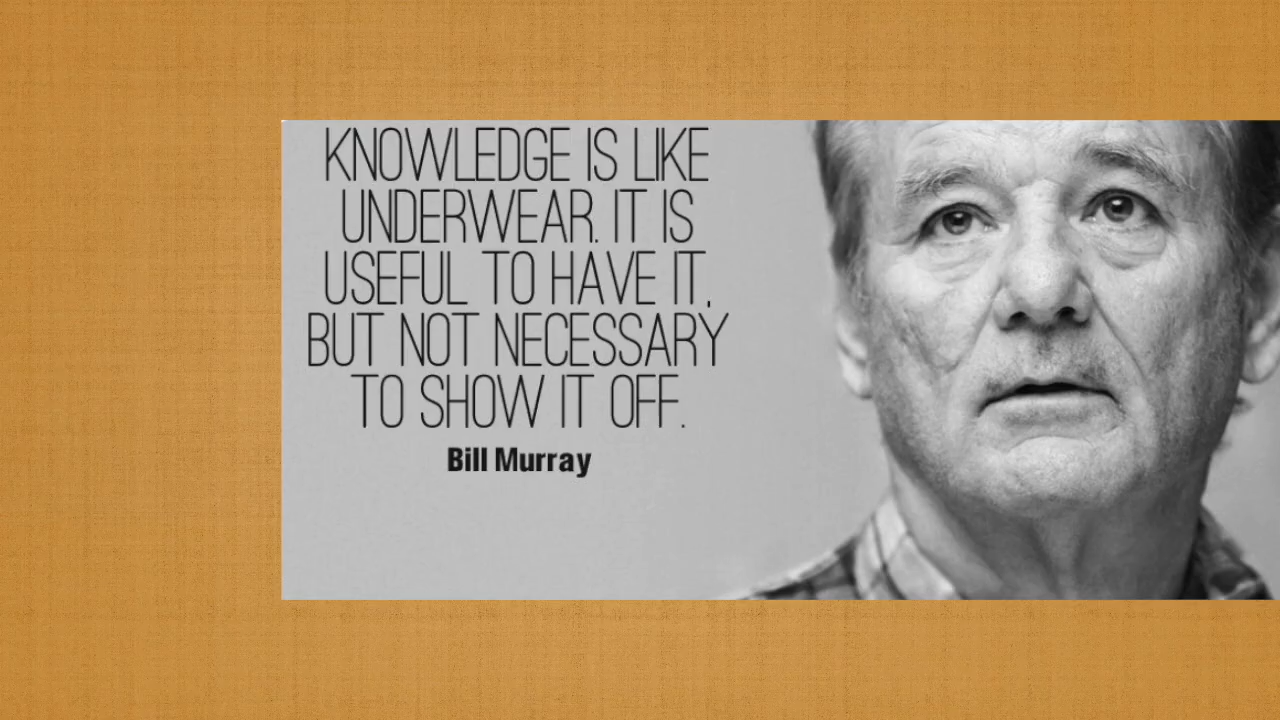 KNOWLEDGE IS LIKE
UNDERWEAR. IT IS
USEFUL TO HAVE IT,
BUT NOT NECESSARY
TO SHOW IT OFF.
Bill Murray